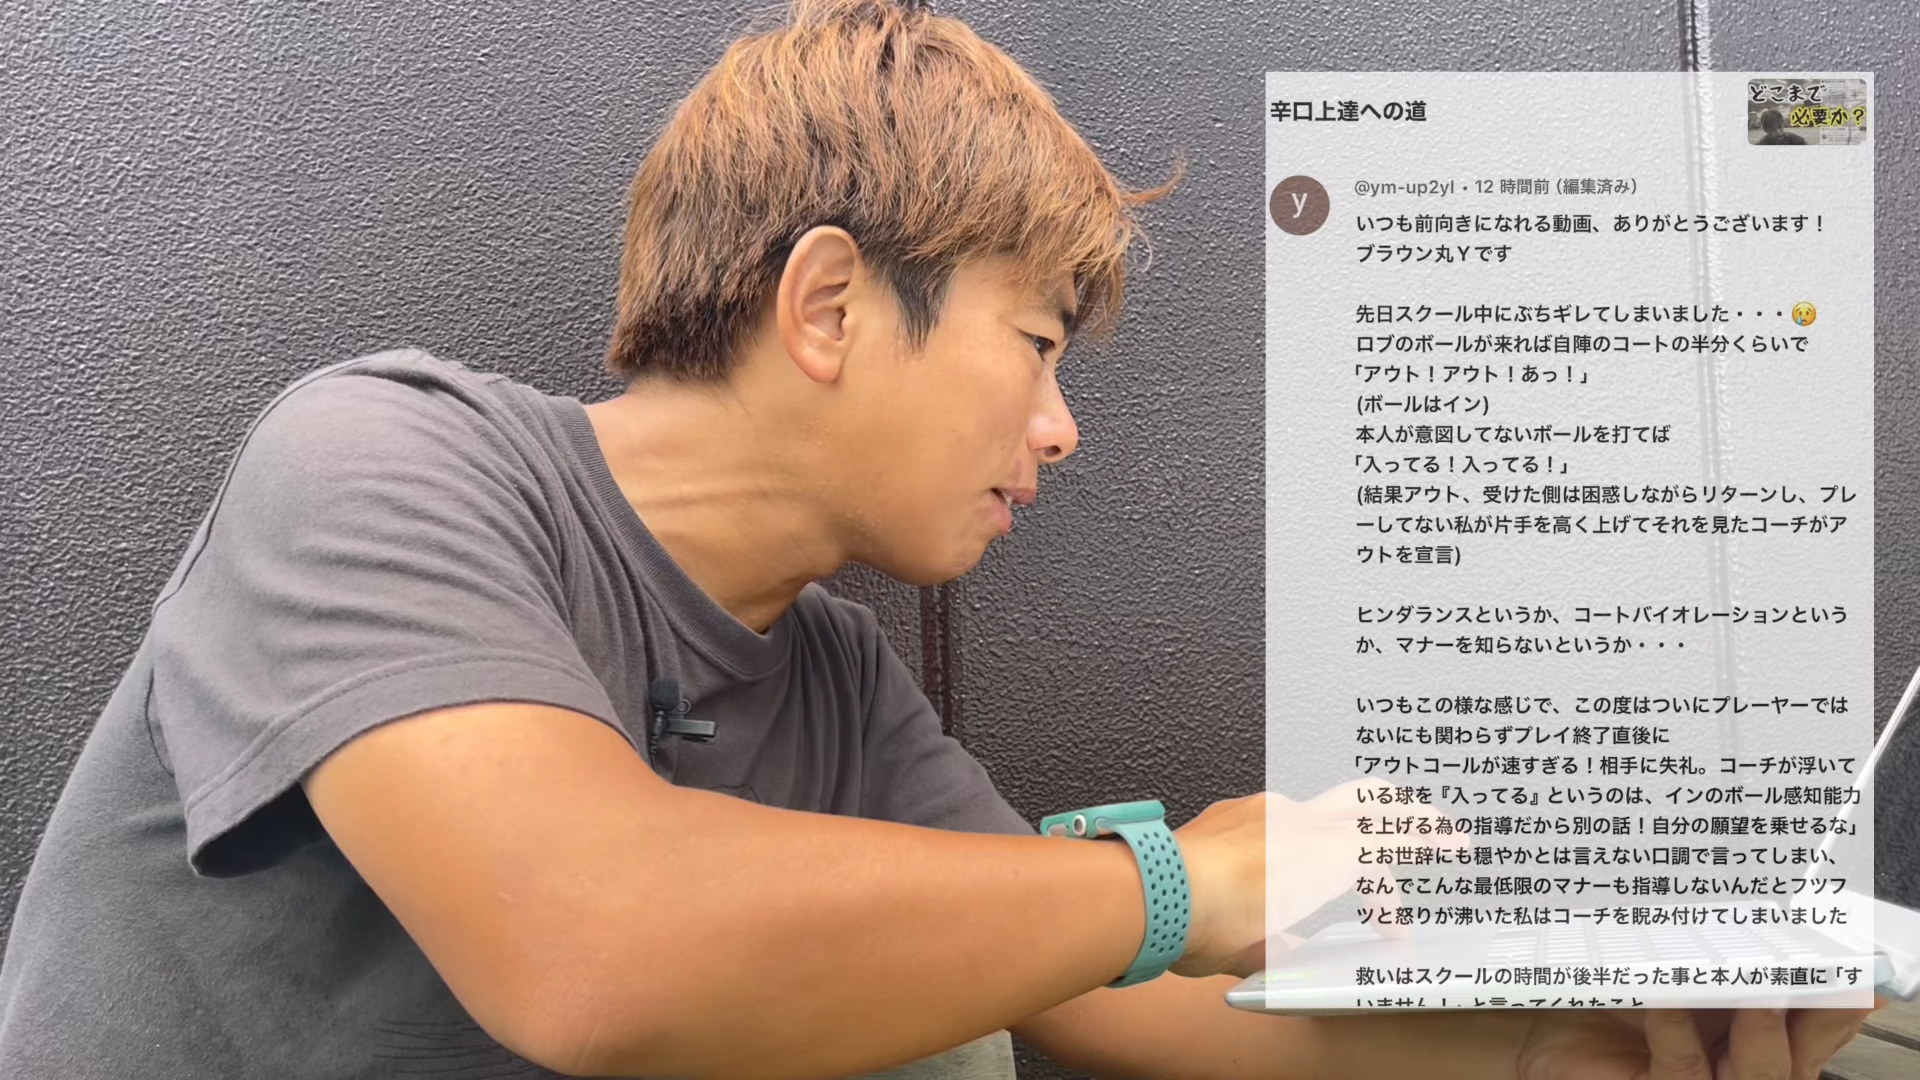 辛口上達への道
どこまで
必要か？
y
@ym-up2yl • 12 時間前 (編集済み)
いつも前向きになれる動画、ありがとうございます！
ブラウン丸Ｙです
先日スクール中にぶちギレてしまいました・・・😢
ロブのボールが来れば自陣のコートの半分くらいで
「アウト！アウト！あっ！」
(ボールはイン)
本人が意図してないボールを打てば
「入ってる！入ってる！」
(結果アウト、受けた側は困惑しながらリターンし、プレ
ーしてない私が片手を高く上げてそれを見たコーチがア
ウトを宣言)
ヒンダランスというか、コートバイオレーションという
か、マナーを知らないというか・・・
いつもこの様な感じで、この度はついにプレーヤーでは
ないにも関わらずプレイ終了直後に
「アウトコールが速すぎる！相手に失礼。コーチが浮いて
いる球を『入ってる』というのは、インのボール感知能力
を上げる為の指導だから別の話！自分の願望を乗せるな」
とお世辞にも穏やかとは言えない口調で言ってしまい、
なんでこんな最低限のマナーも指導しないんだとフツフ
ツと怒りが沸いた私はコーチを睨み付けてしまいました
救いはスクールの時間が後半だった事と本人が素直に「す
いません！」と言ってくれたこと